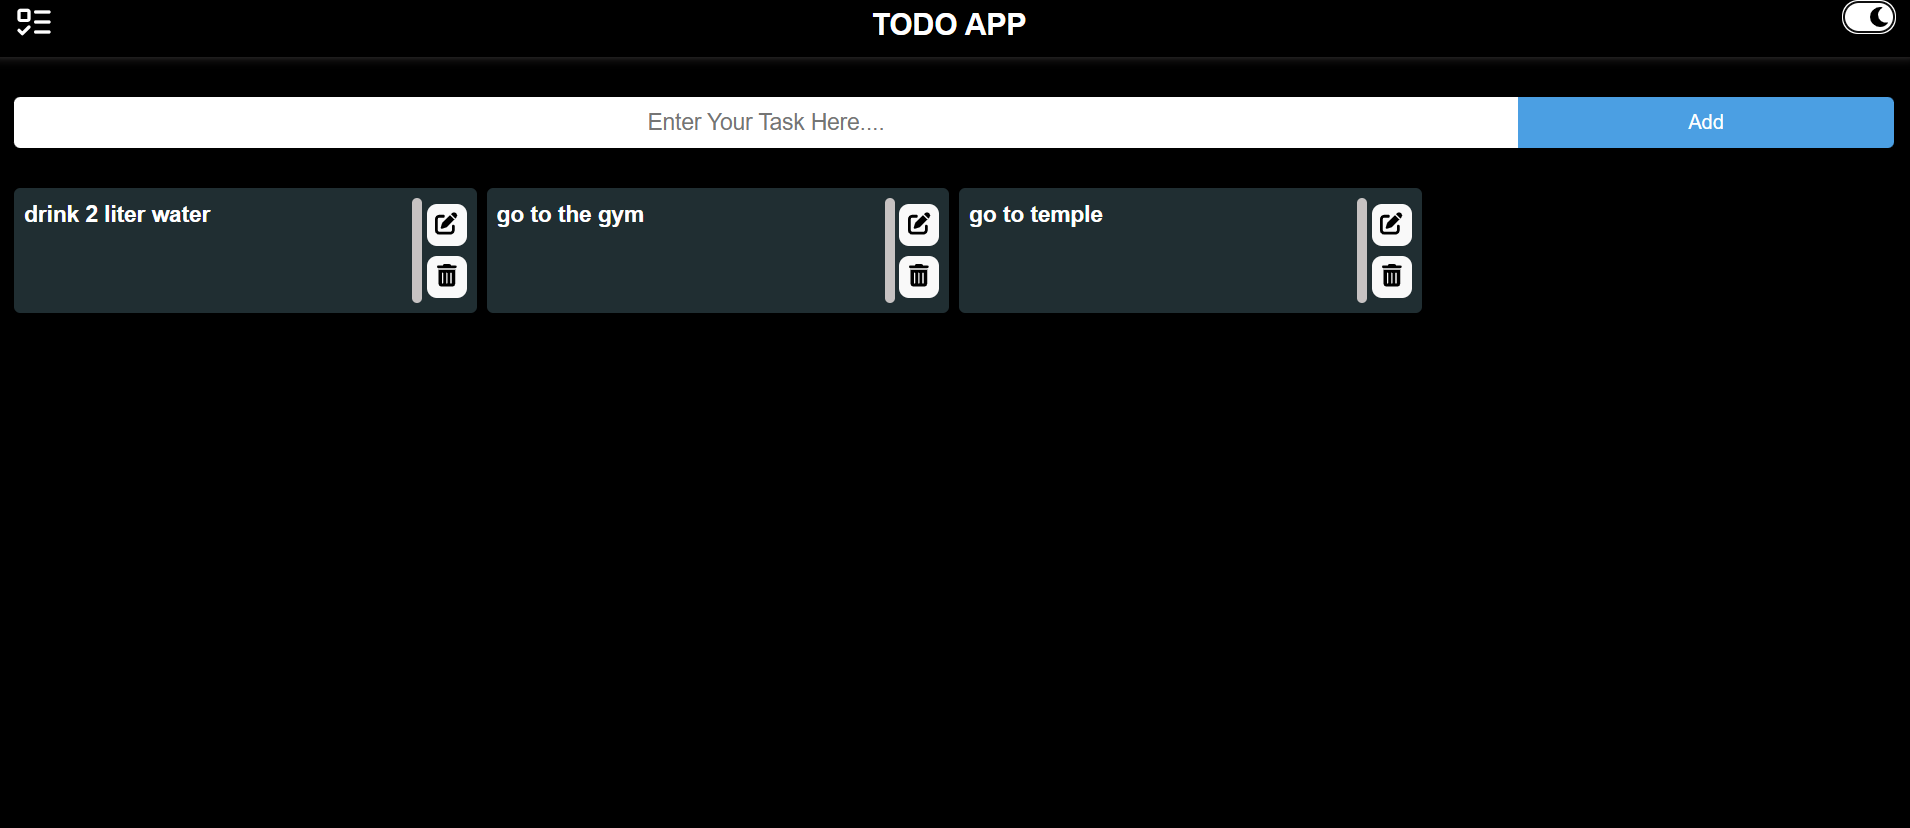 TODO APP
Enter Your Task Here....
Add
drink 2 liter water
go to the gym
go to temple